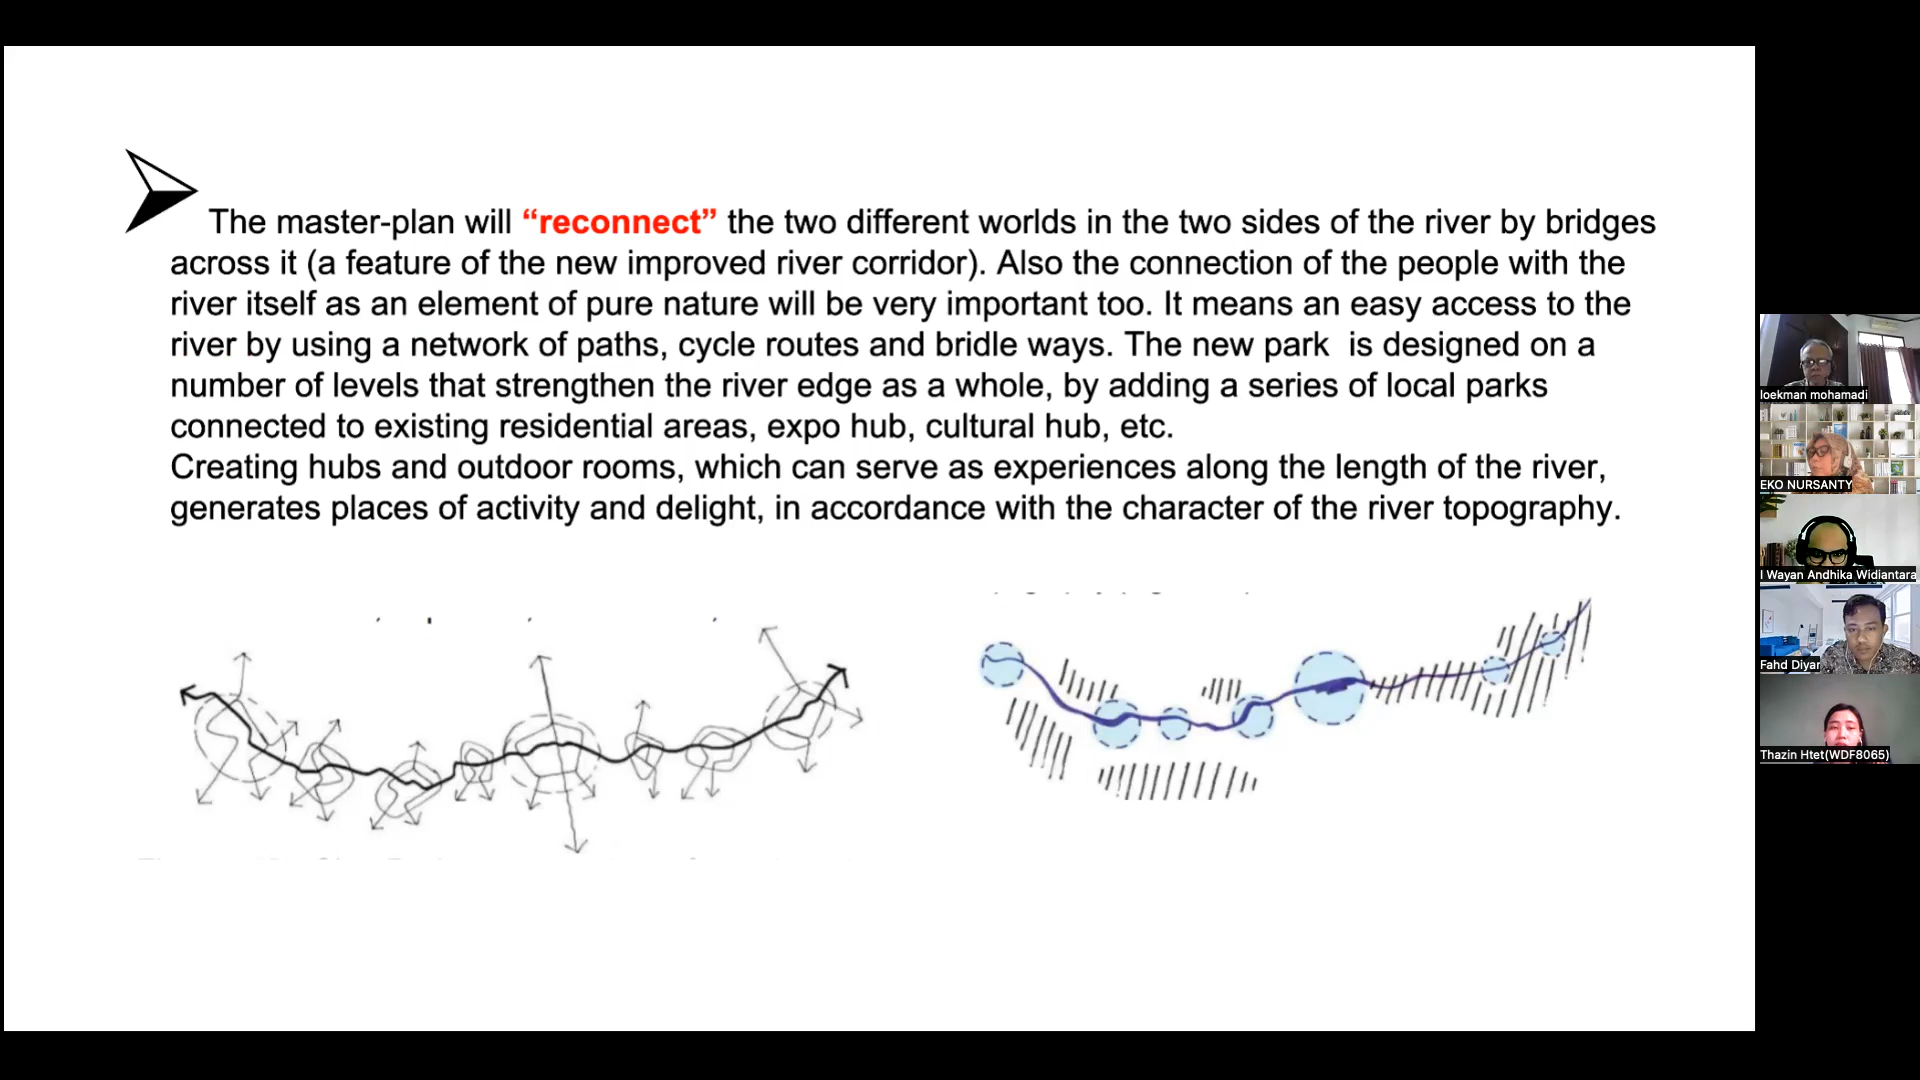 The master-plan will “reconnect” the two different worlds in the two sides of the river by bridges
across it (a feature of the new improved river corridor). Also the connection of the people with the
river itself as an element of pure nature will be very important too. It means an easy access to the
river by using a network of paths, cycle routes and bridle ways. The new park  is designed on a
number of levels that strengthen the river edge as a whole, by adding a series of local parks
connected to existing residential areas, expo hub, cultural hub, etc.
Creating hubs and outdoor rooms, which can serve as experiences along the length of the river,
generates places of activity and delight, in accordance with the character of the river topography.
loekman mohamadi
EKO NURSANTY
I Wayan Andhika Widiantara
Fahd Diyar
Thazin Htet(WDF8065)